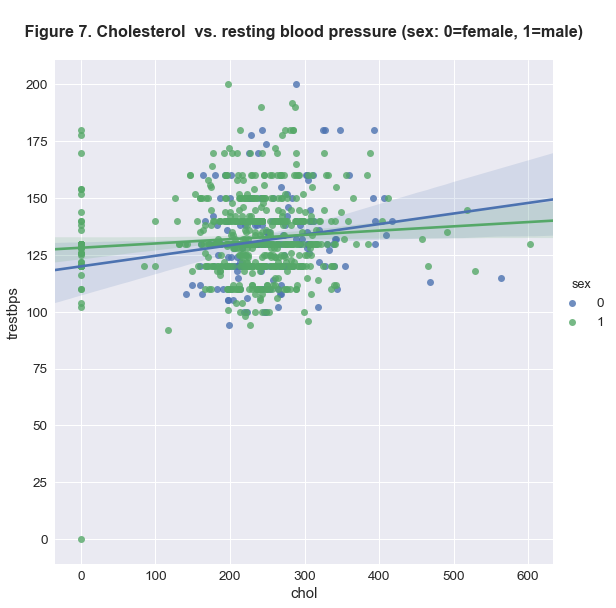 Figure 7. Cholesterol  vs. resting blood pressure (sex: 0=female, 1=male)
200
175
150
125
100
75
50
25
0
trestbps
0 100 200 300 400 500 600
chol
sex
0
1